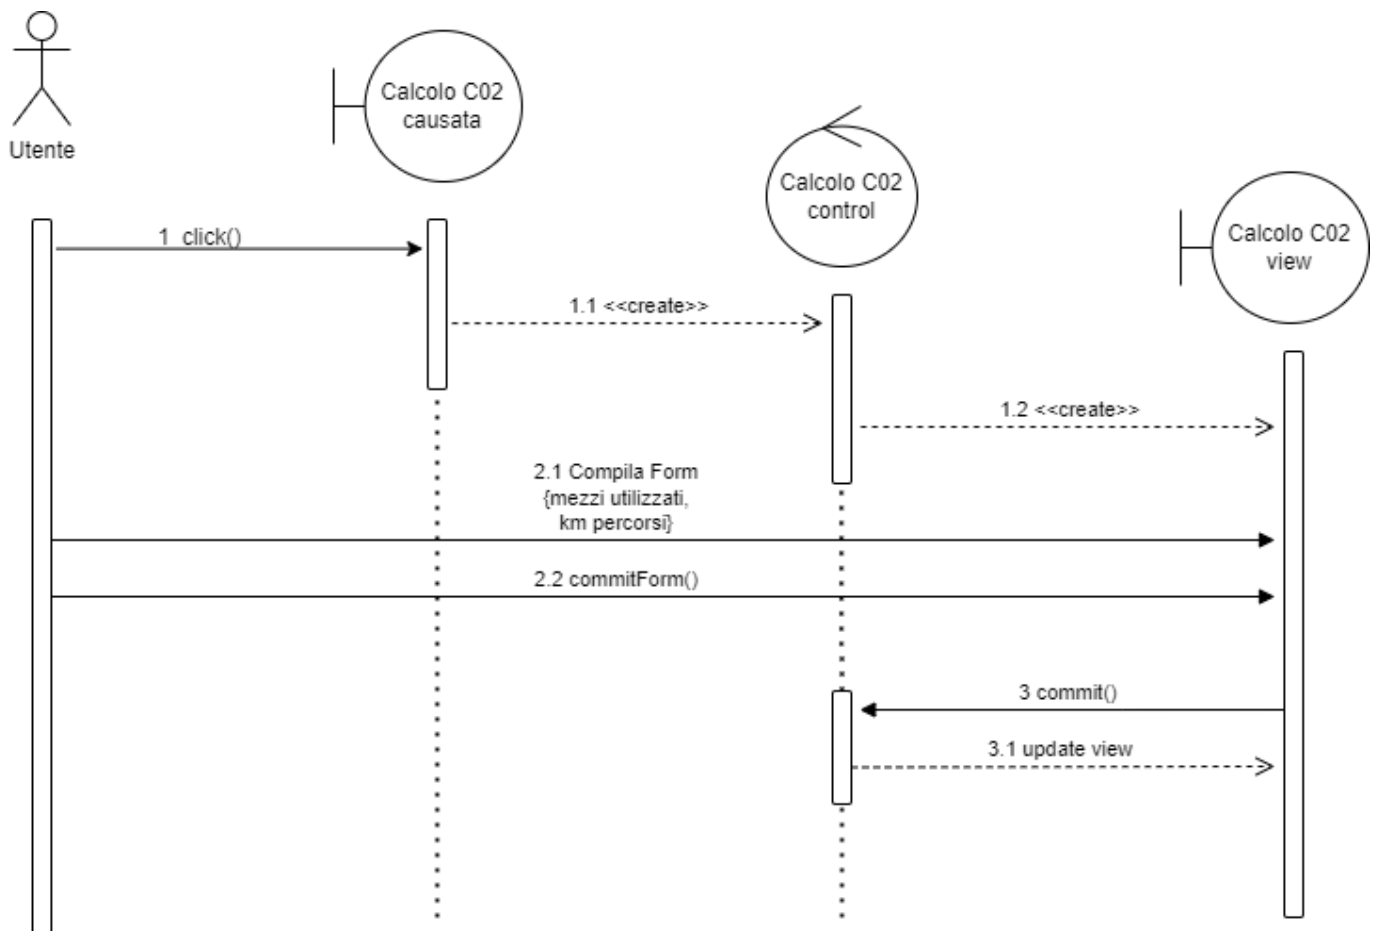 Utente
Calcolo C02
causata
Calcolo C02
control
Calcolo C02
view
1 click()
1.1 <<create>>
1.2 <<create>>
2.1 Compila Form
{mezzi utilizzati,
km percorsi}
2.2 commitForm()
3 commit()
3.1 update view